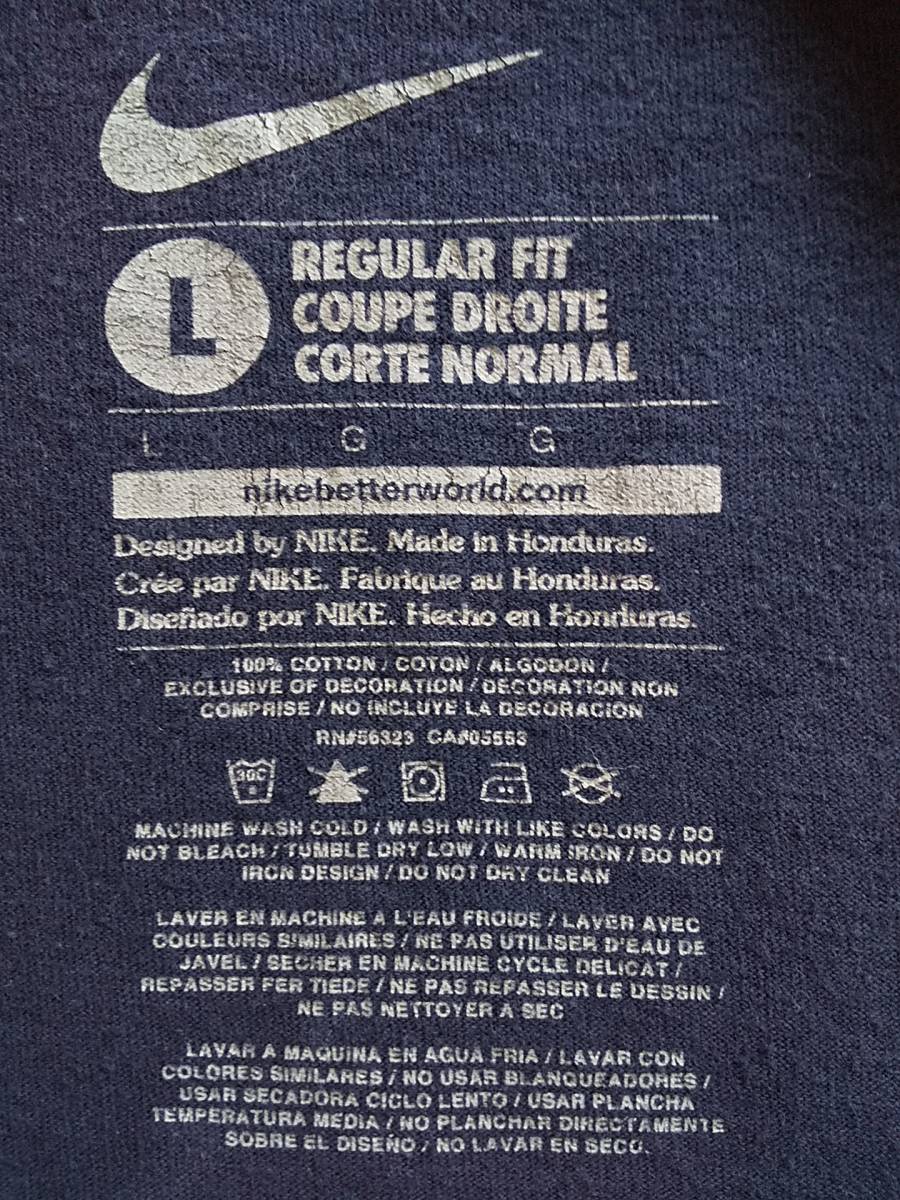 L
REGULAR FIT
COUPE DROITE
CORTE NORMAL
L G G
nikebetterworld.com
Designed by NIKE. Made in Honduras.
Crée par NIKE. Fabrique au Honduras.
Diseñado por NIKE. Hecho en Honduras.
100% COTTON / COTON / ALGODON /
EXCLUSIVE OF DECORATION / DECORATION NON
COMPRISE / NO INCLUYE LA DECORACION
RN#56323 CA#05553
30C
MACHINE WASH COLD / WASH WITH LIKE COLORS / DO
NOT BLEACH / TUMBLE DRY LOW / WARM IRON / DO NOT
IRON DESIGN / DO NOT DRY CLEAN
LAVER EN MACHINE A L'EAU FROIDE / LAVER AVEC
COULEURS SIMILAIRES / NE PAS UTILISER D'EAU DE
JAVEL / SECHER EN MACHINE CYCLE DELICAT /
REPASSER FER TIEDE / NE PAS REPASSER LE DESSIN /
NE PAS NETTOYER A SEC
LAVAR A MAQUINA EN AGUA FRIA / LAVAR CON
COLORES SIMILARES / NO USAR BLANQUEADORES /
USAR SECADORA CICLO LENTO / USAR PLANCHA
TEMPERATURA MEDIA / NO PLANCHAR DIRECTAMENTE
SOBRE EL DISEÑO / NO LAVAR EN SECO.